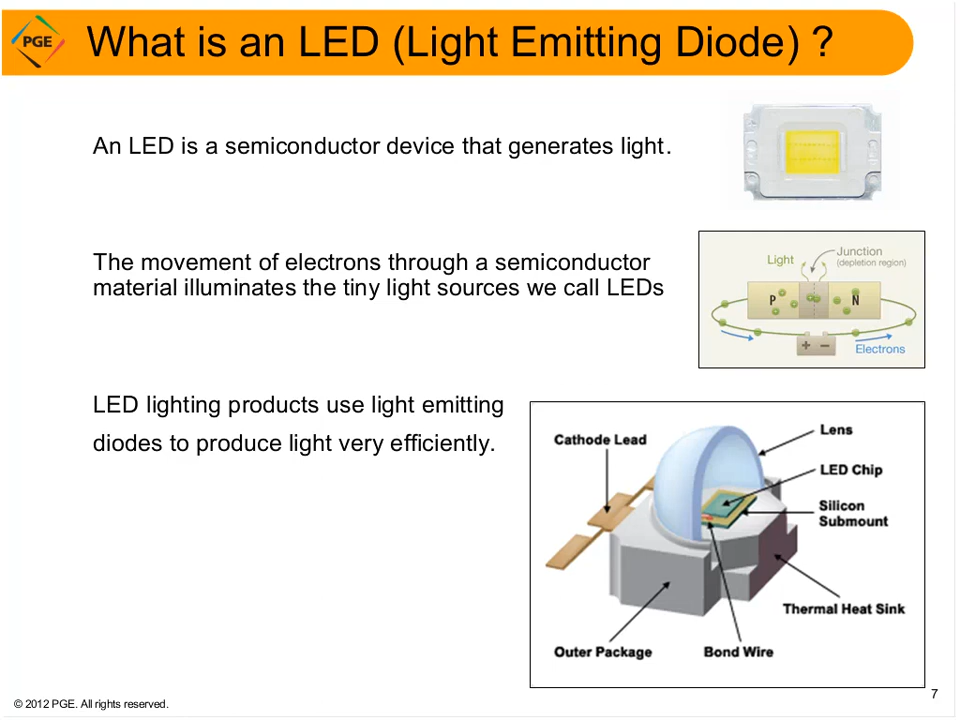 PGE
What is an LED (Light Emitting Diode) ?
An LED is a semiconductor device that generates light.
The movement of electrons through a semiconductor
material illuminates the tiny light sources we call LEDs
Light
Junction
(depletion region)
P
N
+ −
Electrons
LED lighting products use light emitting
diodes to produce light very efficiently.
Cathode Lead
Lens
LED Chip
Silicon
Submount
Thermal Heat Sink
Outer Package
Bond Wire
© 2012 PGE. All rights reserved.
7